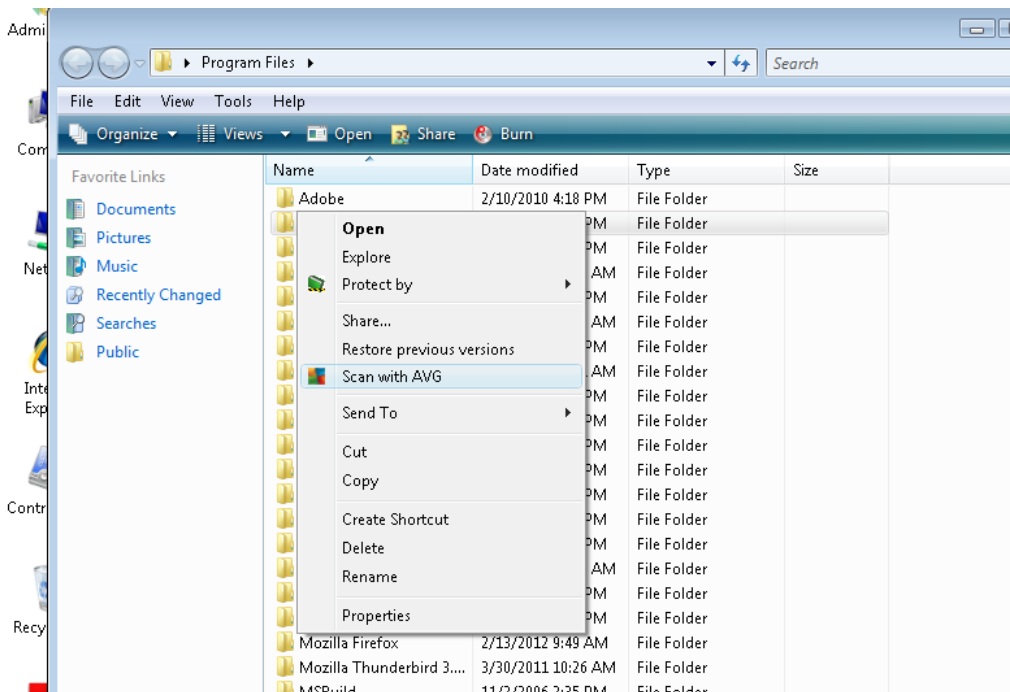 Admi
Program Files
Search
File Edit View Tools Help
Organize Views Open Share Burn
Com
Favorite Links
Name Date modified Type Size
Documents
Pictures
Music
Recently Changed
Searches
Public
Net
Inte
Exp
Contr
Recy
Adobe 2/10/2010 4:18 PM File Folder
PM File Folder
PM File Folder
AM File Folder
PM File Folder
AM File Folder
PM File Folder
AM File Folder
PM File Folder
PM File Folder
PM File Folder
PM File Folder
PM File Folder
PM File Folder
PM File Folder
AM File Folder
PM File Folder
PM File Folder
Open
Explore
Protect by
Share...
Restore previous versions
Scan with AVG
Send To
Cut
Copy
Create Shortcut
Delete
Rename
Properties
Mozilla Firefox 2/13/2012 9:49 AM File Folder
Mozilla Thunderbird 3.... 3/30/2011 10:26 AM File Folder
MSBuild 11/2/2006 2:35 PM File Folder